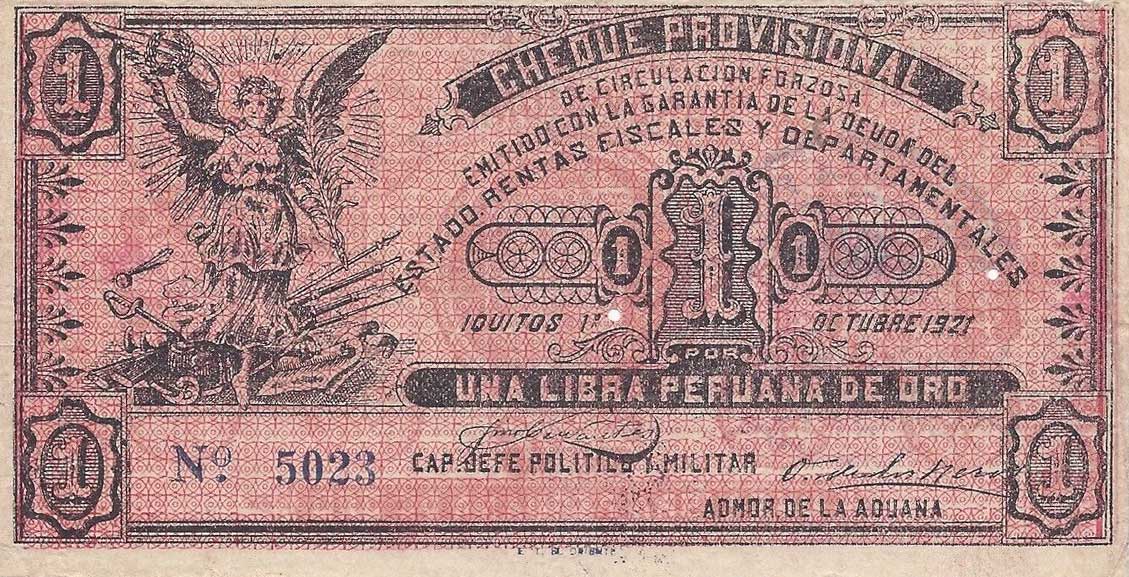 1
1
CHEQUE PROVISIONAL
DE CIRCULACION FORZOSA
EMITIDO CON LA GARANTIA DE LA DEUDA DEL
ESTADO. RENTAS FISCALES Y DEPARTAMENTALES
1 1 1
IQUITOS 1º OCTUBRE 1921
POR
UNA LIBRA PERUANA DE ORO
1
1
Nº 5023
CAP. JEFE POLITICO Y MILITAR
ADMOR DE LA ADUANA